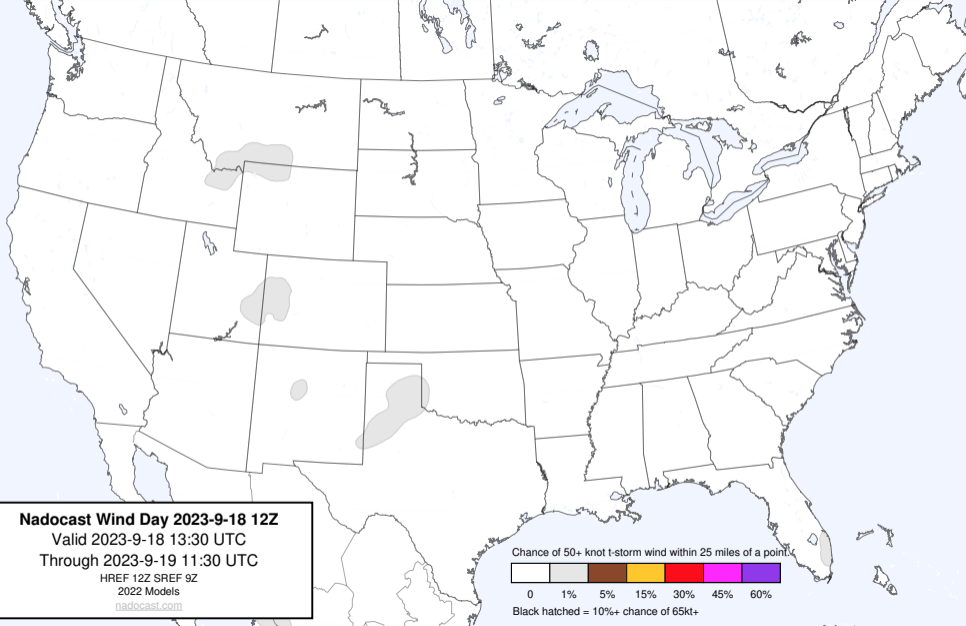 Nadocast Wind Day 2023-9-18 12Z
Valid 2023-9-18 13:30 UTC
Through 2023-9-19 11:30 UTC
HREF 12Z SREF 9Z
2022 Models
nadocast.com
Chance of 50+ knot t-storm wind within 25 miles of a point.
0 1% 5% 15% 30% 45% 60%
Black hatched = 10%+ chance of 65kt+